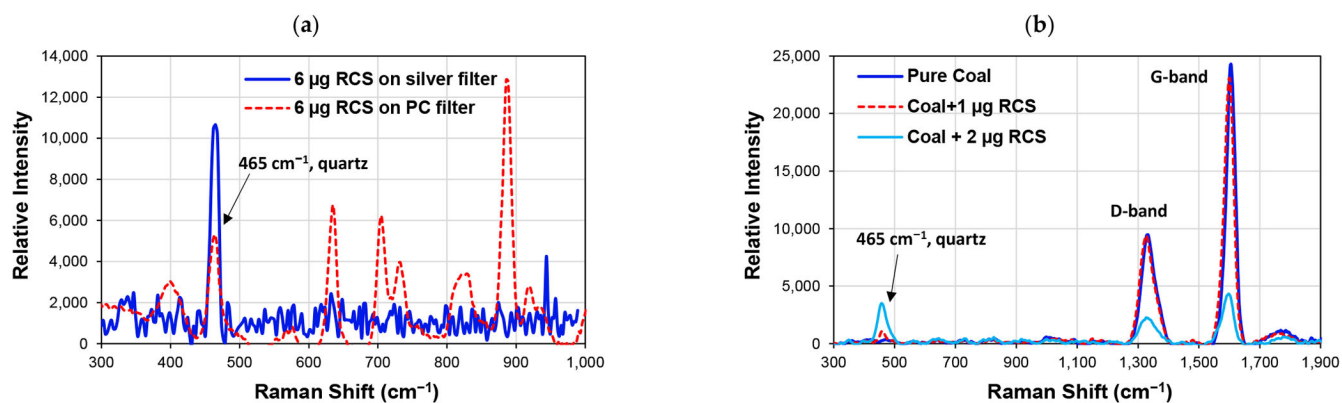 (a)
14,000
12,000
10,000
8,000
6,000
4,000
2,000
0
Relative Intensity
6 µg RCS on silver filter
6 µg RCS on PC filter
465 cm⁻¹, quartz
300 400 500 600 700 800 900 1,000
Raman Shift (cm⁻¹)
(b)
25,000
20,000
15,000
10,000
5,000
0
Relative Intensity
Pure Coal
Coal+1 µg RCS
Coal + 2 µg RCS
G-band
D-band
465 cm⁻¹, quartz
300 500 700 900 1,100 1,300 1,500 1,700 1,900
Raman Shift (cm⁻¹)